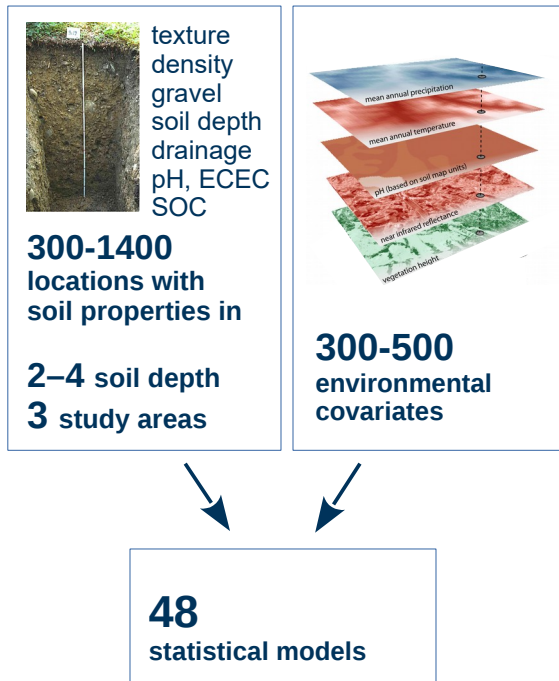 texture
density
gravel
soil depth
drainage
pH, ECEC
SOC
300-1400
locations with
soil properties in
2–4 soil depth
3 study areas
mean annual precipitation
mean annual temperature
pH (based on soil map units)
near infrared reflectance
vegetation height
300-500
environmental
covariates
48
statistical models